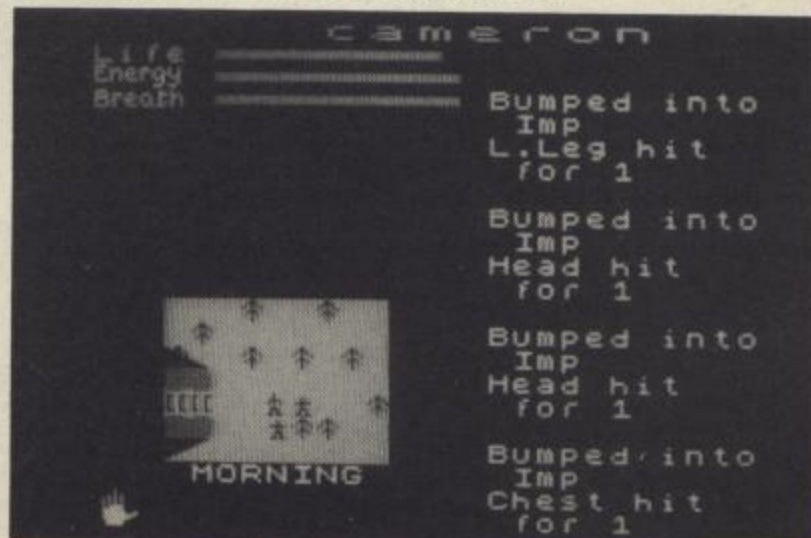 cameron
Life
Energy
Breath
Bumped into
Imp
L.Leg hit
for 1
Bumped into
Imp
Head hit
for 1
Bumped into
Imp
Head hit
for 1
Bumped into
Imp
Chest hit
for 1
MORNING